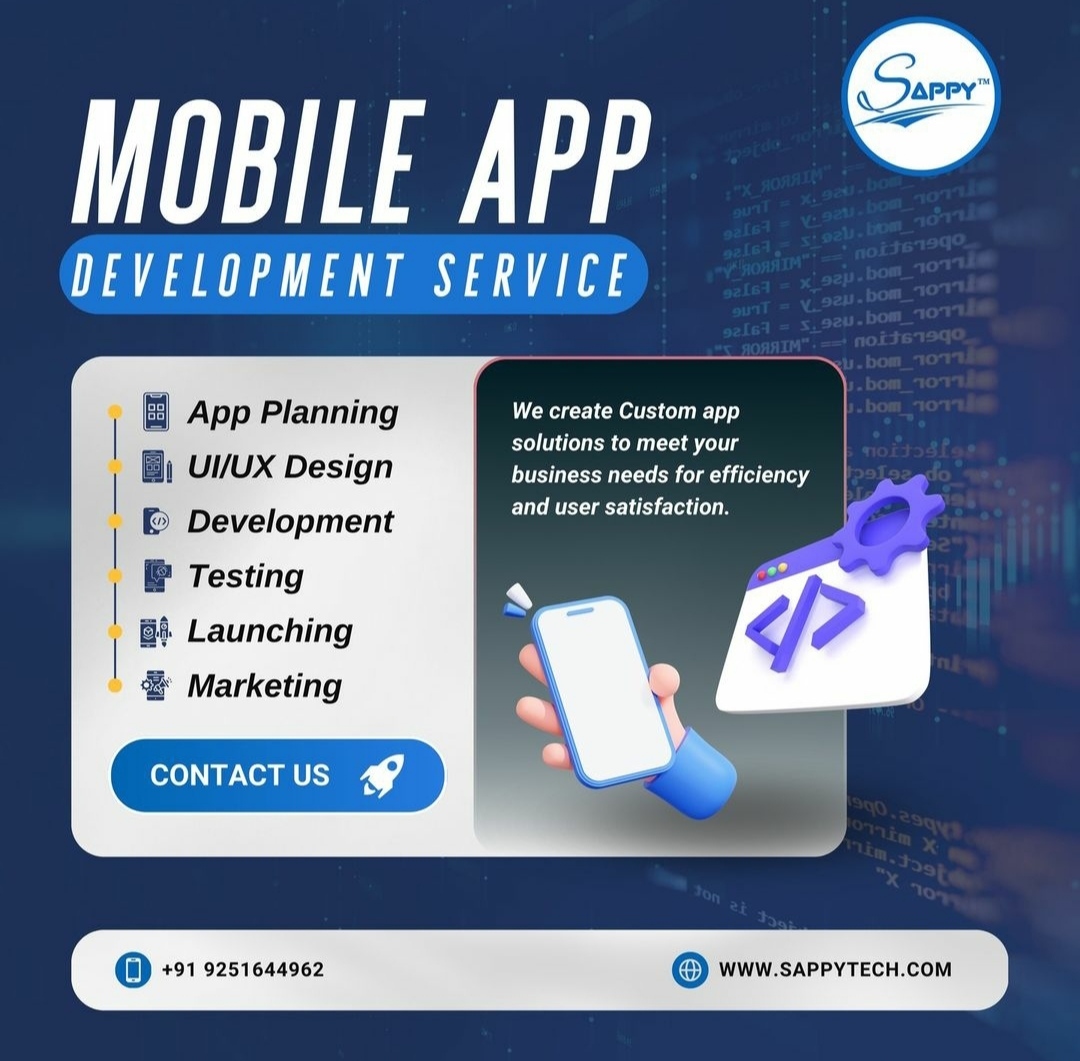 SAPPY™
MOBILE APP
DEVELOPMENT SERVICE
App Planning
UI/UX Design
Development
Testing
Launching
Marketing
CONTACT US
We create Custom app
solutions to meet your
business needs for efficiency
and user satisfaction.
</>
+91 9251644962
WWW.SAPPYTECH.COM